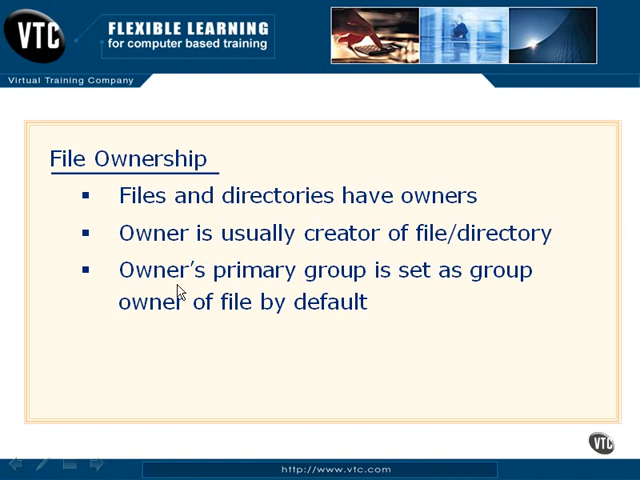 VTC
FLEXIBLE LEARNING
for computer based training
Virtual Training Company
File Ownership
▪ Files and directories have owners
▪ Owner is usually creator of file/directory
▪ Owner’s primary group is set as group
owner of file by default
VTC
http://www.vtc.com